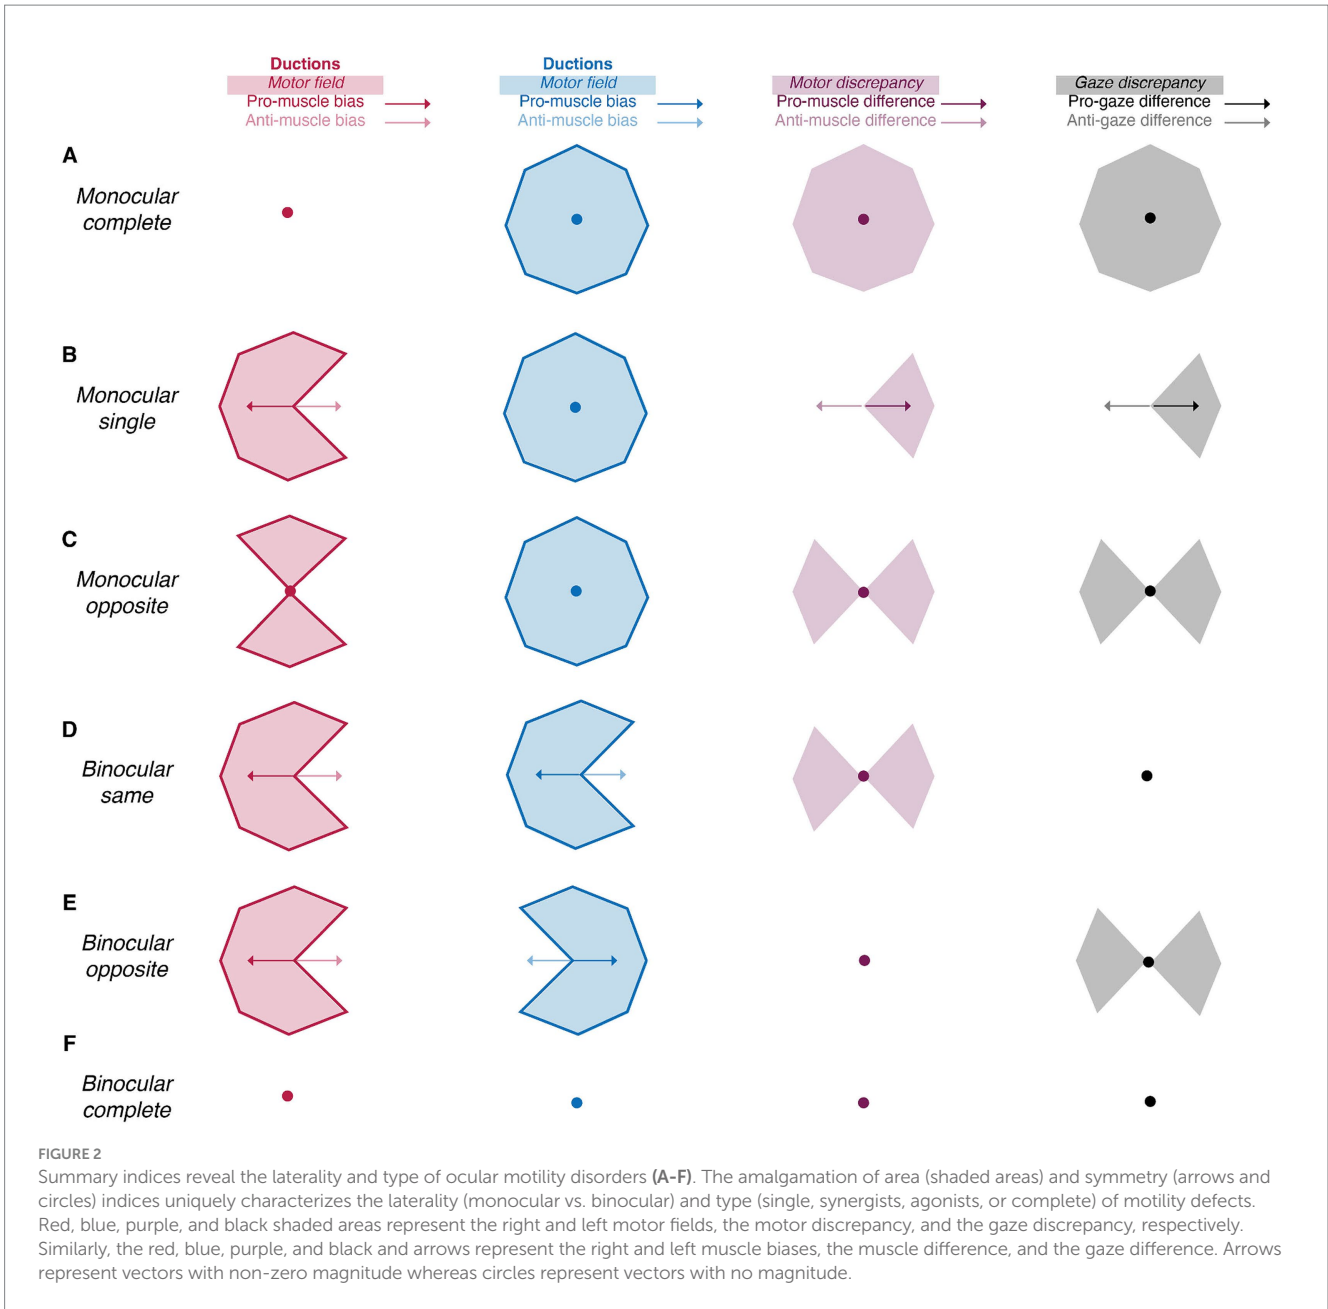 Ductions
Motor field
Pro-muscle bias
Anti-muscle bias
Ductions
Motor field
Pro-muscle bias
Anti-muscle bias
Motor discrepancy
Pro-muscle difference
Anti-muscle difference
Gaze discrepancy
Pro-gaze difference
Anti-gaze difference
A
Monocular
complete
B
Monocular
single
C
Monocular
opposite
D
Binocular
same
E
Binocular
opposite
F
Binocular
complete
FIGURE 2
Summary indices reveal the laterality and type of ocular motility disorders (A-F). The amalgamation of area (shaded areas) and symmetry (arrows and
circles) indices uniquely characterizes the laterality (monocular vs. binocular) and type (single, synergists, agonists, or complete) of motility defects.
Red, blue, purple, and black shaded areas represent the right and left motor fields, the motor discrepancy, and the gaze discrepancy, respectively.
Similarly, the red, blue, purple, and black and arrows represent the right and left muscle biases, the muscle difference, and the gaze difference. Arrows
represent vectors with non-zero magnitude whereas circles represent vectors with no magnitude.